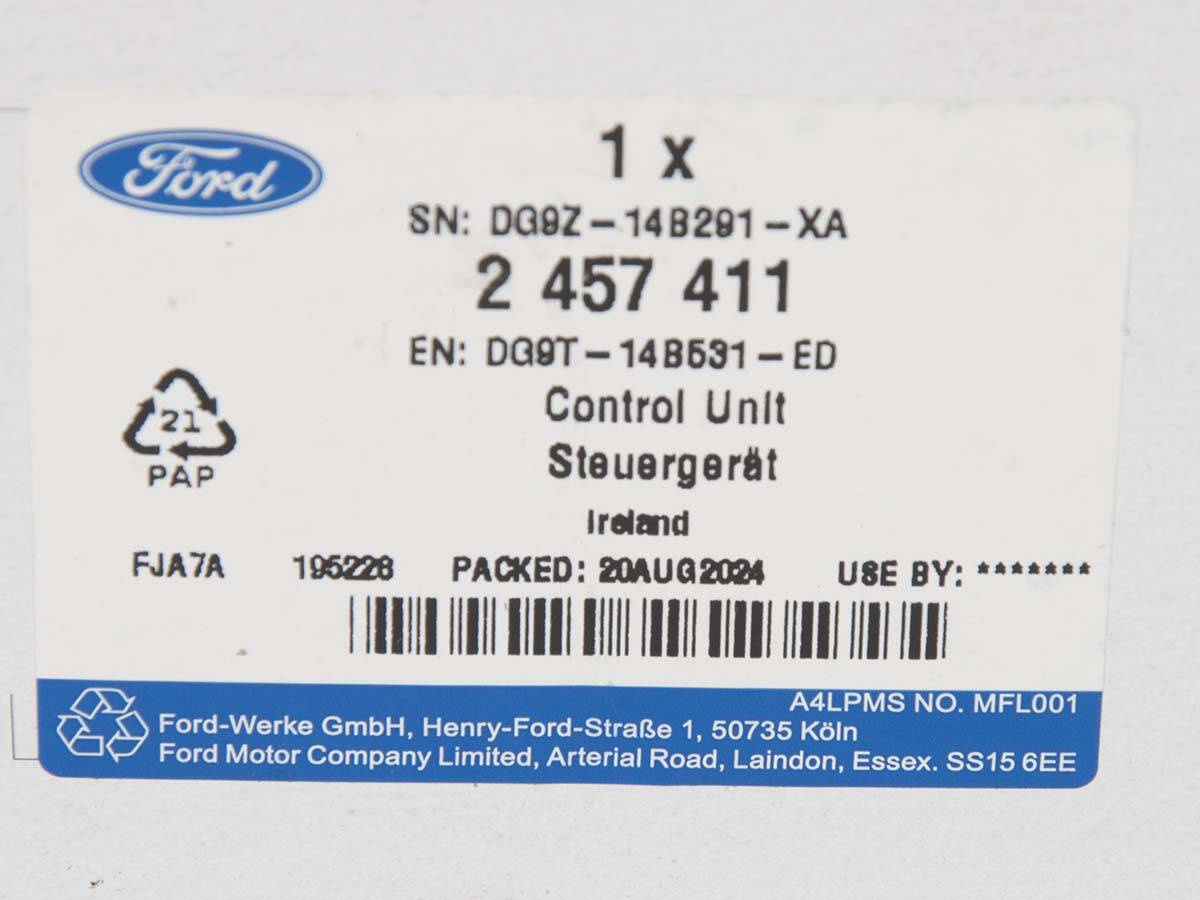 Ford
1 x
SN: DG9Z-14B291-XA
2 457 411
EN: DG9T-14B531-ED
Control Unit
Steuergerät
Ireland
21
PAP
FJA7A 195228 PACKED: 20AUG2024 USE BY: *******
A4LPMS NO. MFL001
Ford-Werke GmbH, Henry-Ford-Straße 1, 50735 Köln
Ford Motor Company Limited, Arterial Road, Laindon, Essex. SS15 6EE